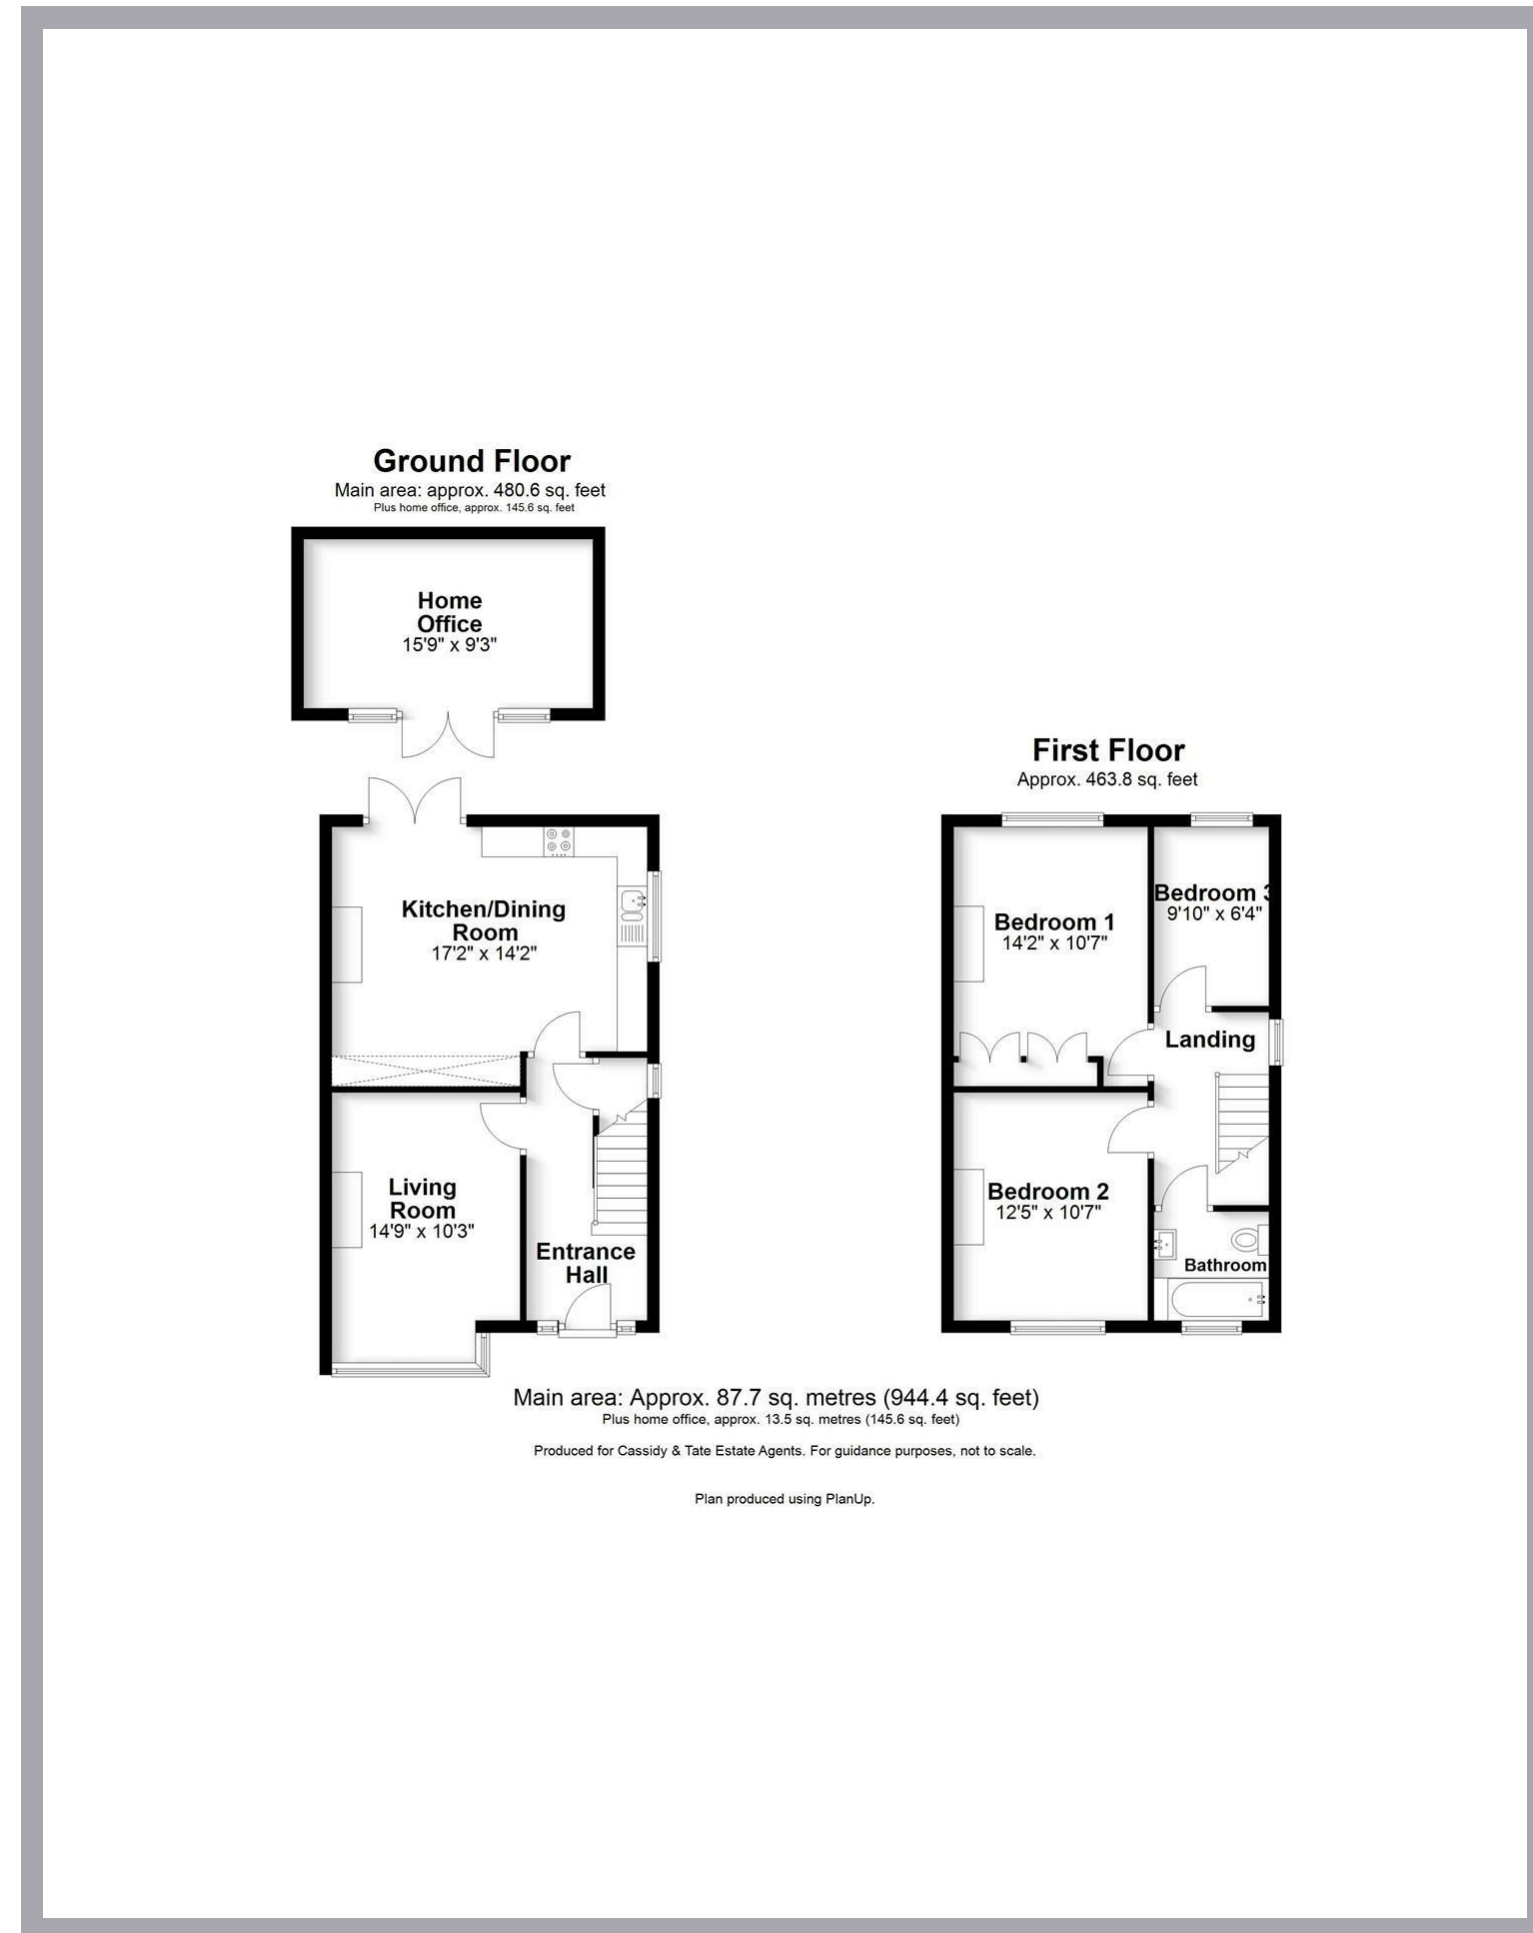 Ground Floor
Main area: approx. 480.6 sq. feet
Plus home office, approx. 145.6 sq. feet
Home
Office
15'9" x 9'3"
Kitchen/Dining
Room
17'2" x 14'2"
Living
Room
14'9" x 10'3"
Entrance
Hall
First Floor
Approx. 463.8 sq. feet
Bedroom 1
14'2" x 10'7"
Bedroom 3
9'10" x 6'4"
Landing
Bedroom 2
12'5" x 10'7"
Bathroom
Main area: Approx. 87.7 sq. metres (944.4 sq. feet)
Plus home office, approx. 13.5 sq. metres (145.6 sq. feet)
Produced for Cassidy & Tate Estate Agents. For guidance purposes, not to scale.
Plan produced using PlanUp.